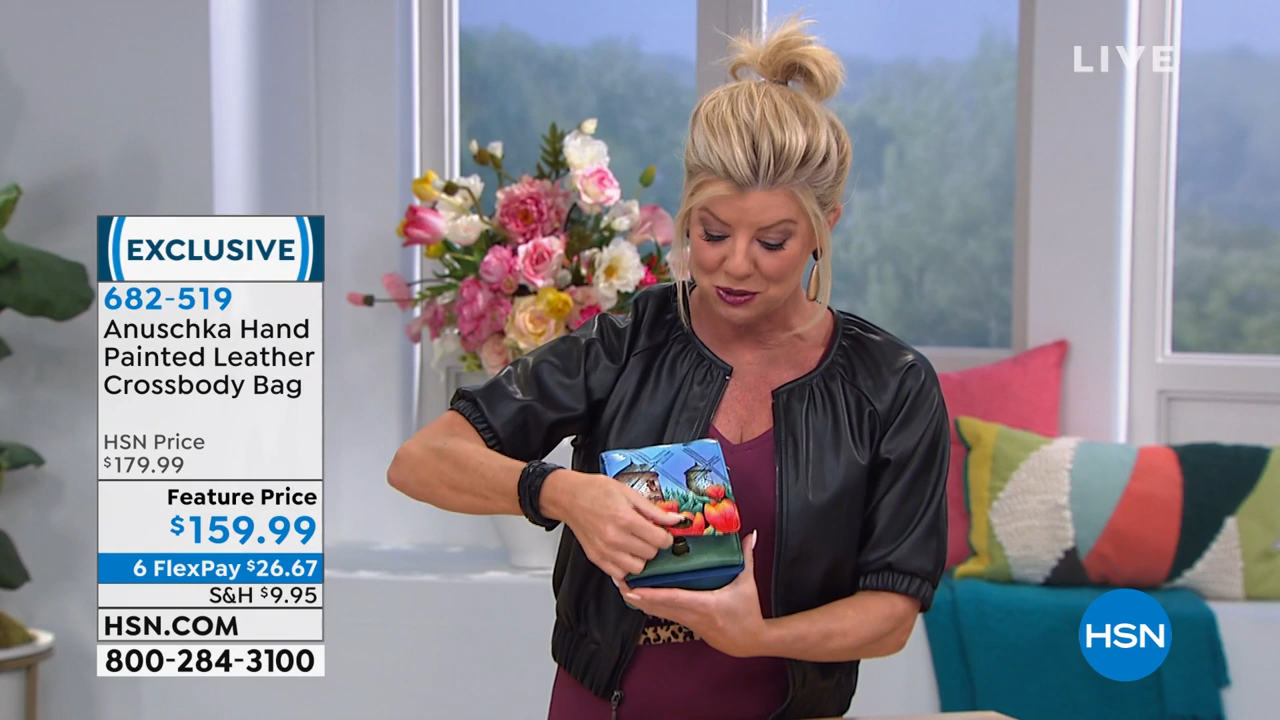 LIVE
EXCLUSIVE
682-519
Anuschka Hand
Painted Leather
Crossbody Bag
HSN Price
$179.99
Feature Price
$159.99
6 FlexPay $26.67
S&H $9.95
HSN.COM
800-284-3100
HSN